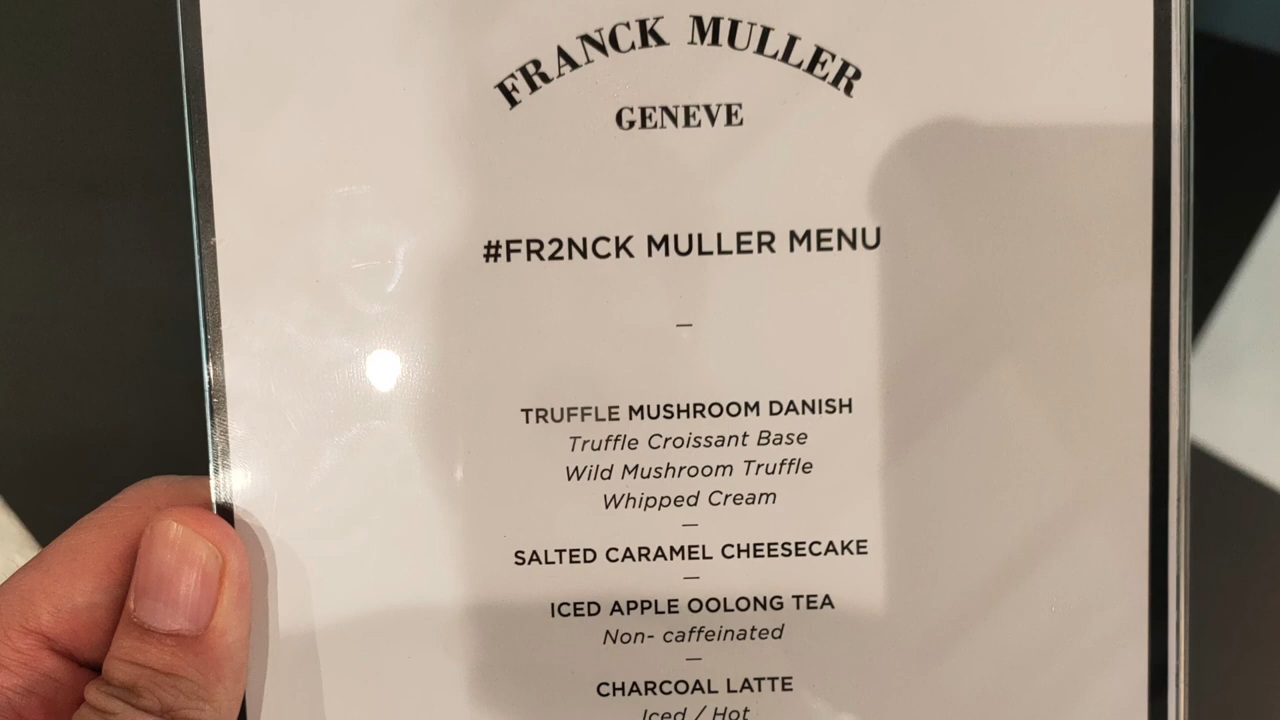 FRANCK MULLER
GENEVE
#FR2NCK MULLER MENU
—
TRUFFLE MUSHROOM DANISH
Truffle Croissant Base
Wild Mushroom Truffle
Whipped Cream
—
SALTED CARAMEL CHEESECAKE
—
ICED APPLE OOLONG TEA
Non- caffeinated
—
CHARCOAL LATTE
Iced / Hot